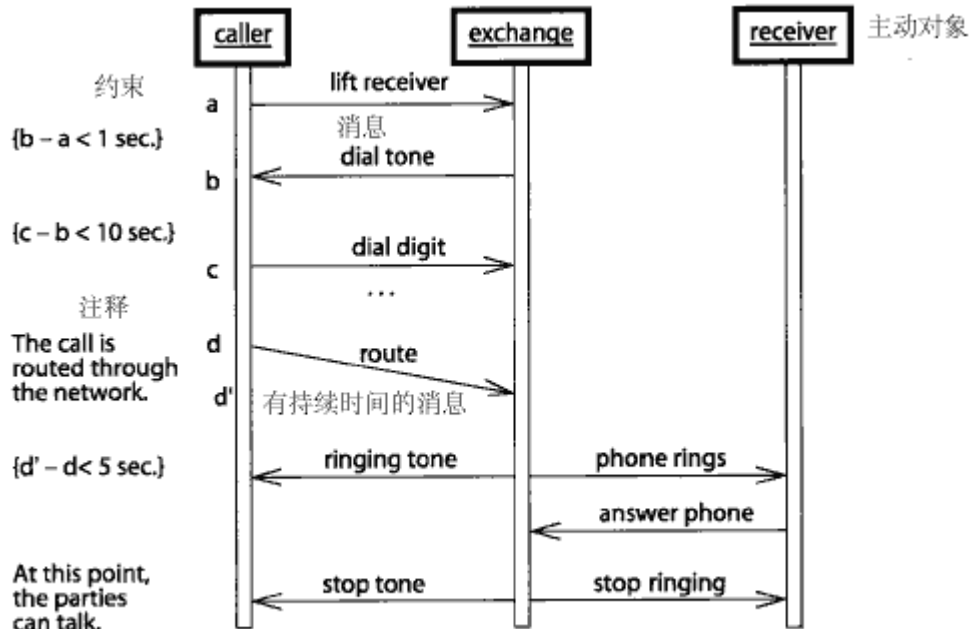 caller
exchange
receiver
主动对象
约束
a
lift receiver
{b – a < 1 sec.}
消息
dial tone
b
{c – b < 10 sec.}
dial digit
c
...
注释
The call is
routed through
the network.
d
route
d'
有持续时间的消息
{d' – d< 5 sec.}
ringing tone
phone rings
answer phone
At this point,
the parties
can talk.
stop tone
stop ringing